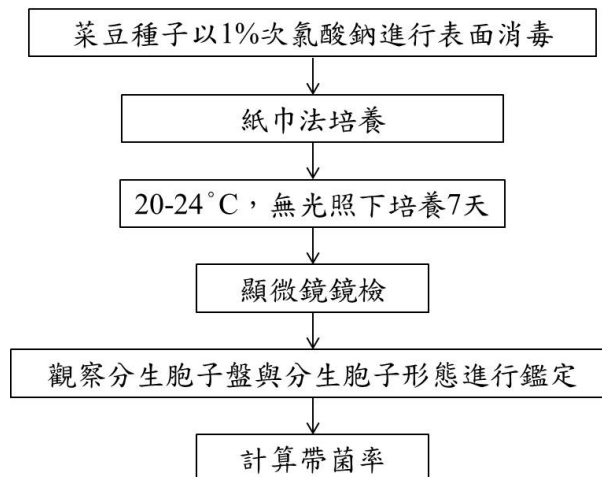 菜豆種子以1%次氯酸鈉進行表面消毒
紙巾法培養
20-24°C，無光照下培養7天
顯微鏡鏡檢
觀察分生胞子盤與分生胞子形態進行鑑定
計算帶菌率